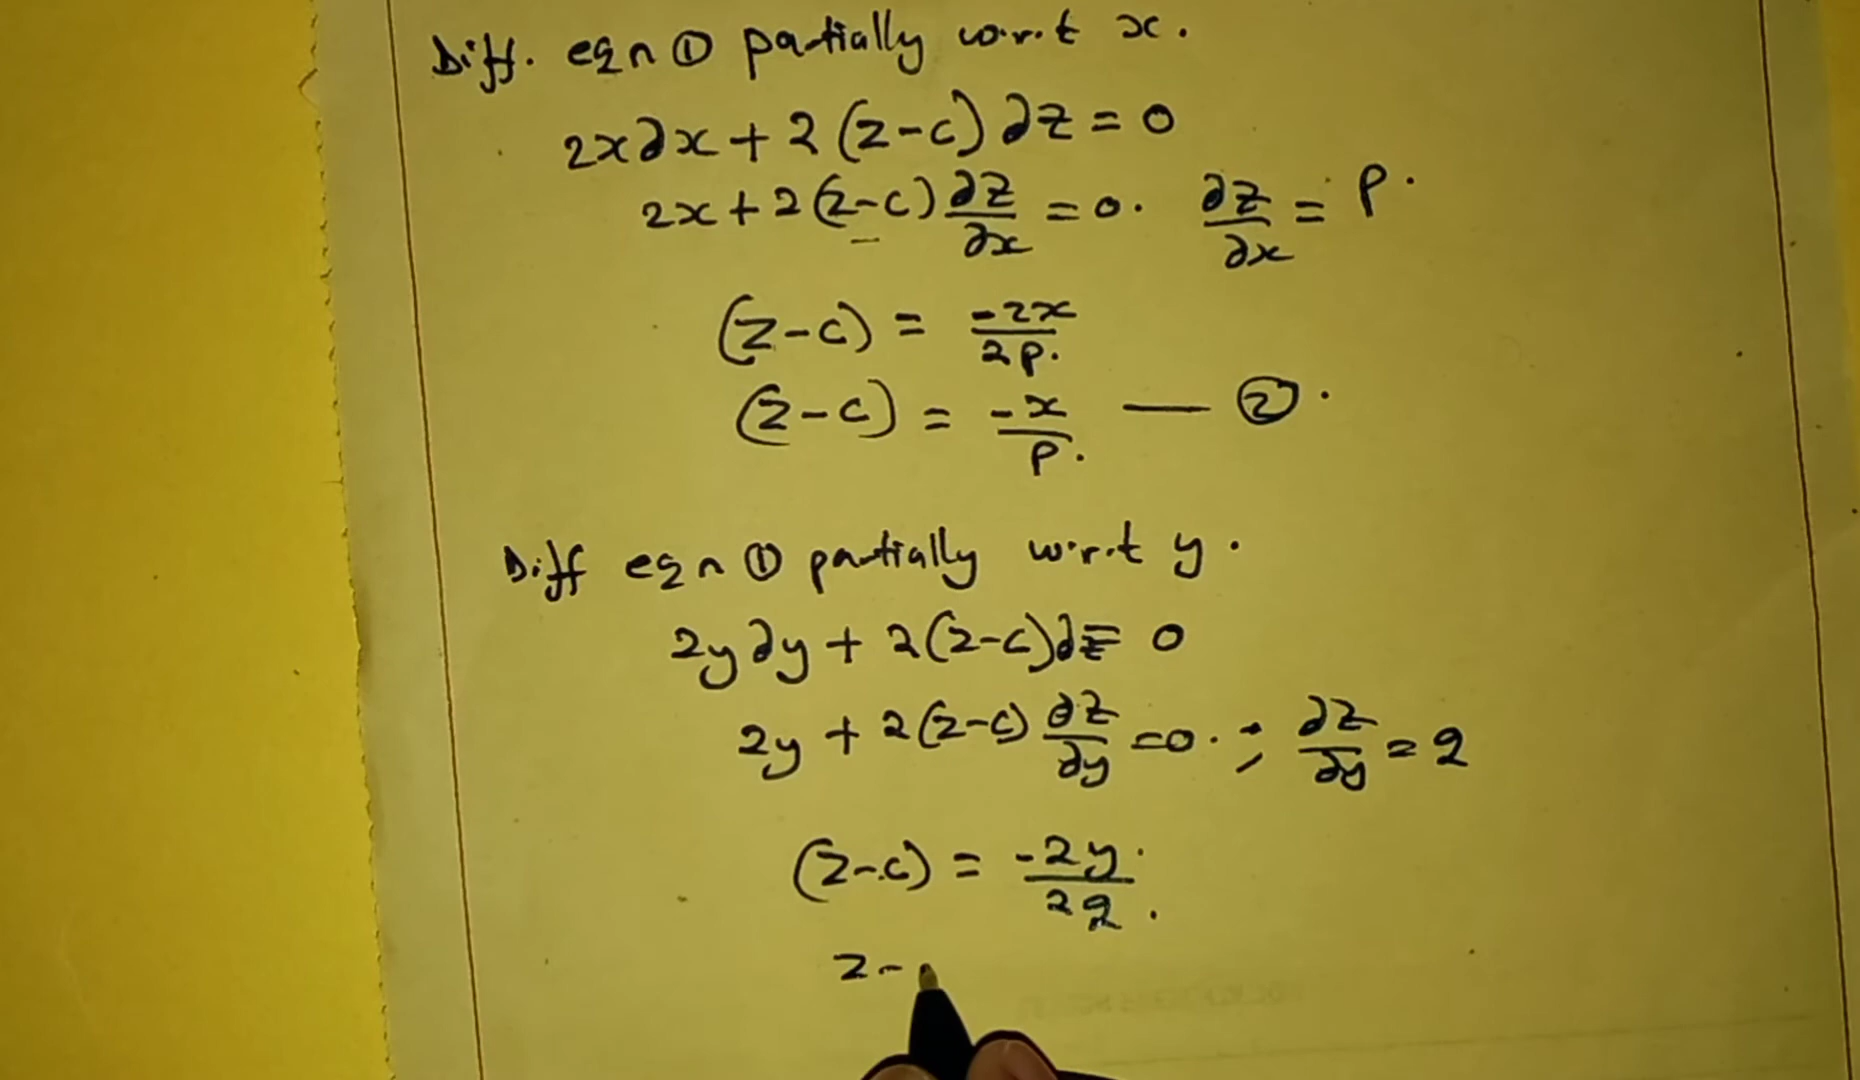 Diff. eqn ① partially w.r.t x.
2x∂x + 2(z-c) ∂z = 0
2x + 2(z-c) ∂z/∂x = 0. ∂z/∂x = p.
(z-c) = -2x/2p.
(z-c) = -x/p. — ②.
Diff eqn ① partially w.r.t y.
2y∂y + 2(z-c)∂z = 0
2y + 2(z-c) ∂z/∂y = 0. ; ∂z/∂y = q
(z-c) = -2y/2q.
z-